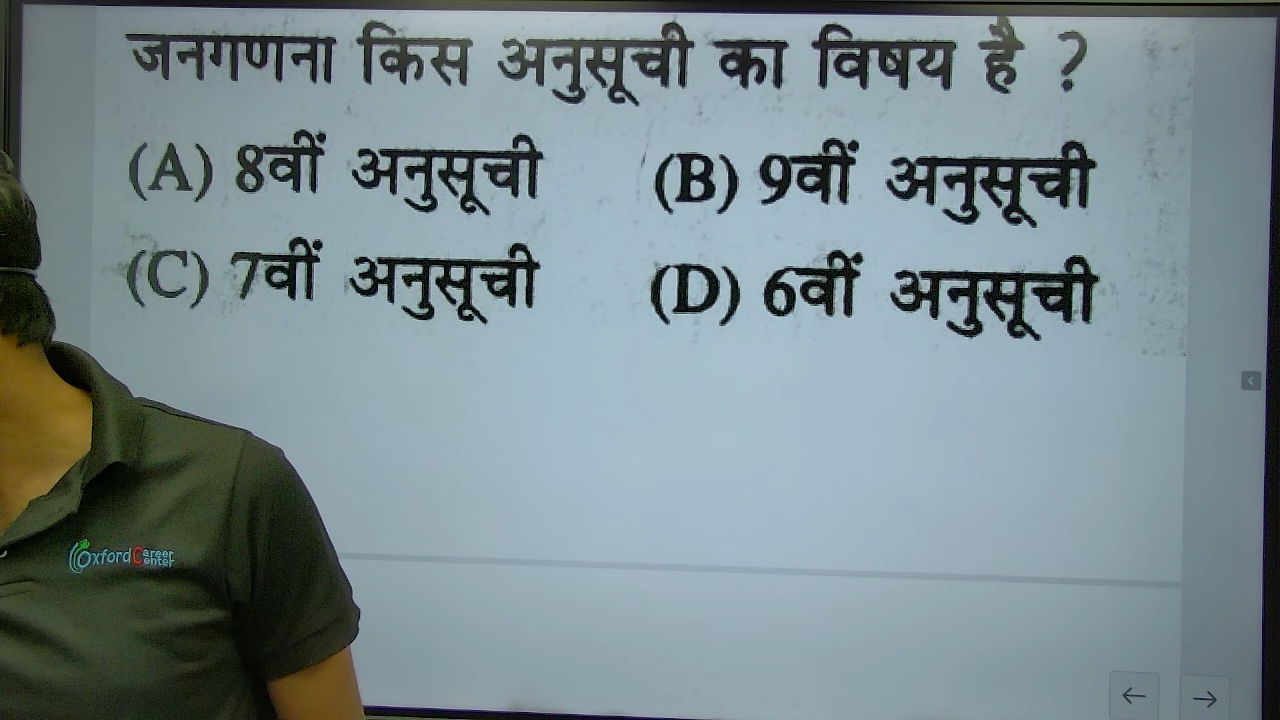 जनगणना किस अनुसूची का विषय है ?
(A) 8वीं अनुसूची (B) 9वीं अनुसूची
(C) 7वीं अनुसूची (D) 6वीं अनुसूची
Oxford Career Center